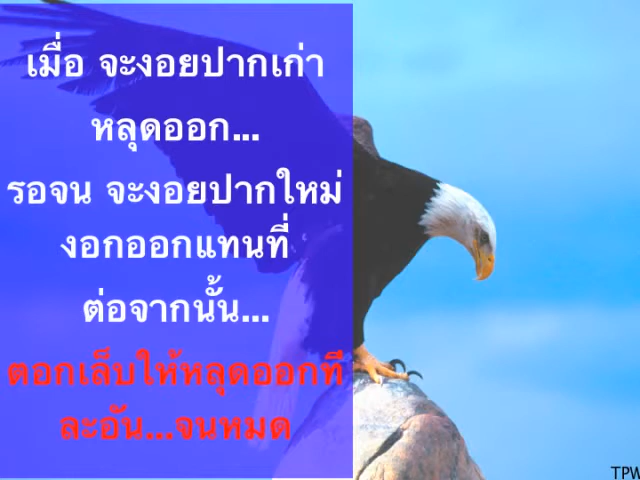 เมื่อ จะงอยปากเก่า
หลุดออก...
รอจน จะงอยปากใหม่
งอกออกแทนที่
ต่อจากนั้น...
ตอกเล็บให้หลุดออกที
ละอัน...จนหมด
TPW